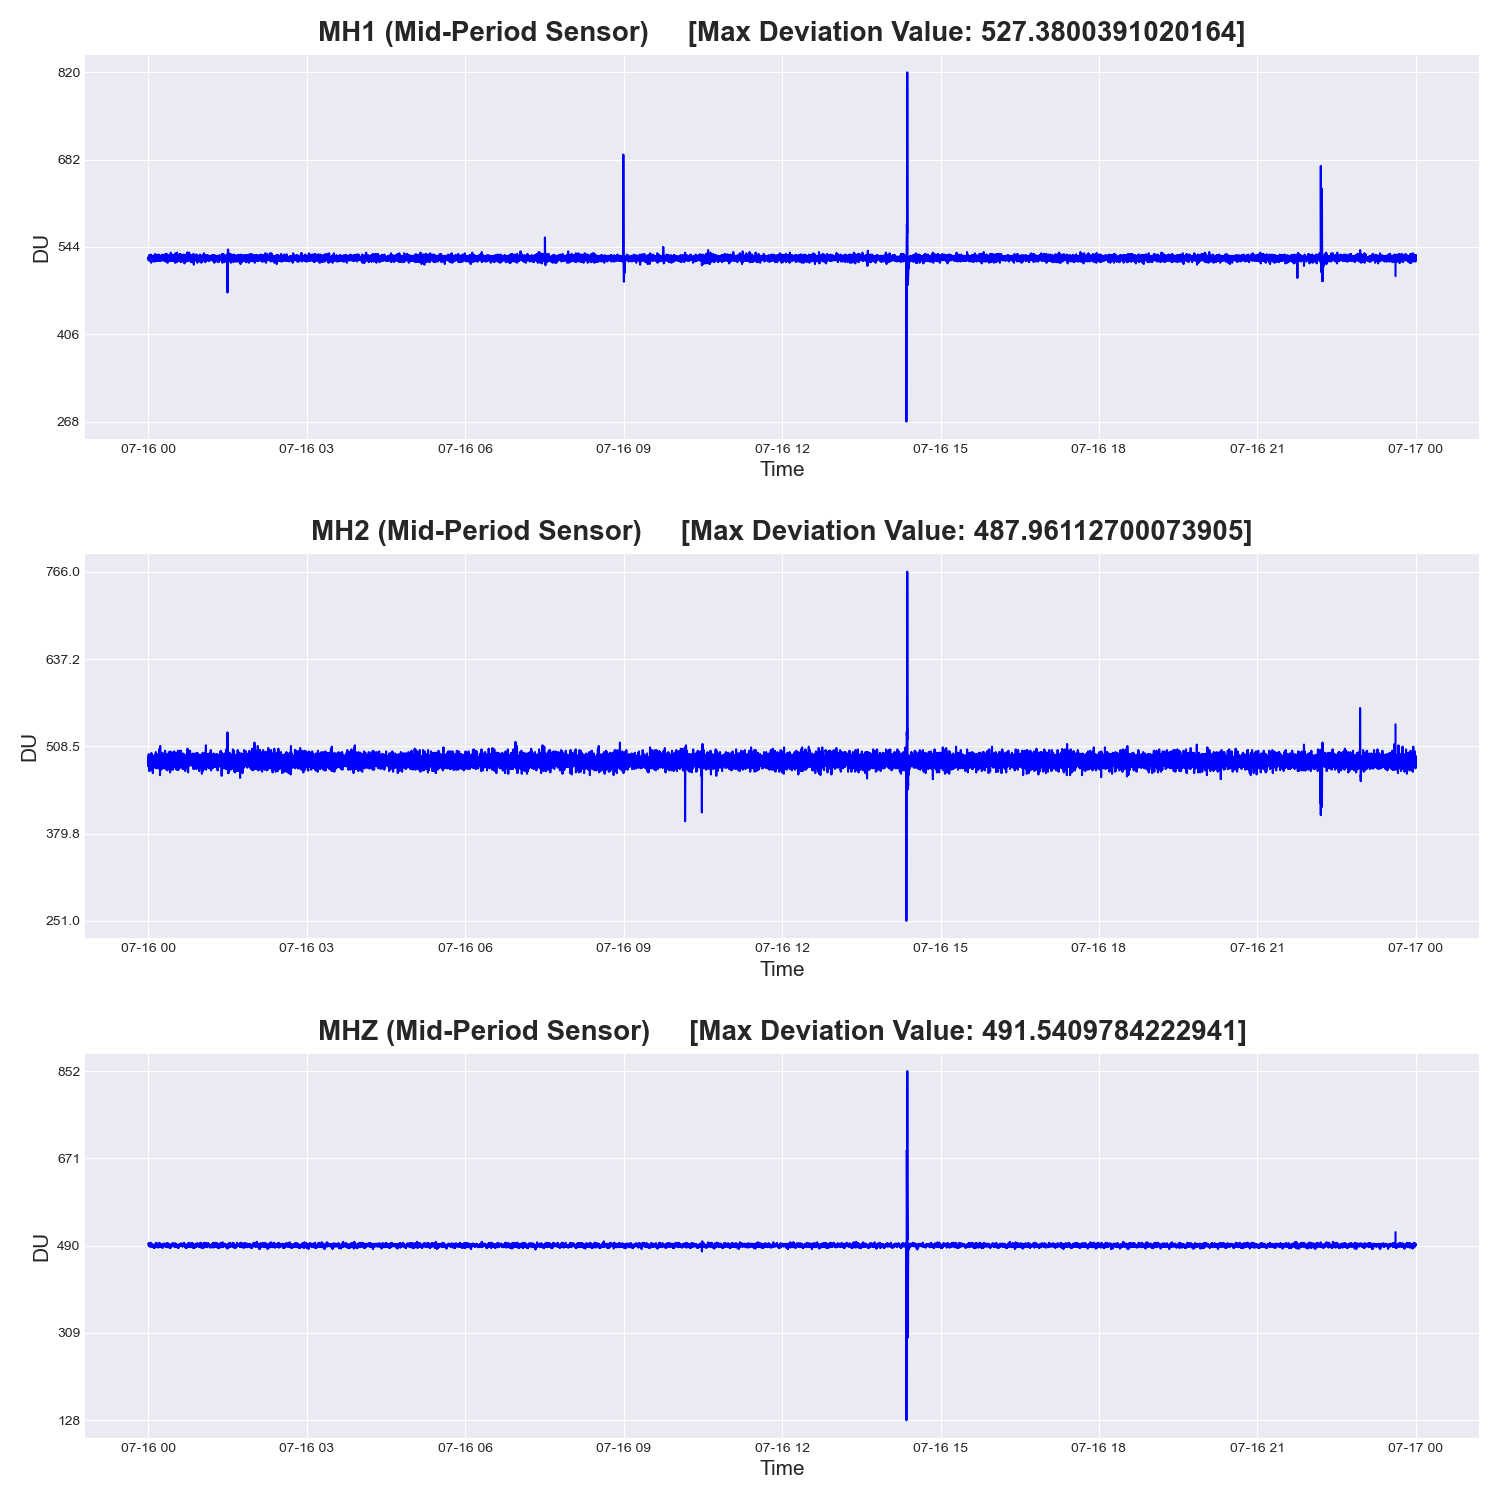 MH1 (Mid-Period Sensor) [Max Deviation Value: 527.3800391020164]
820
682
544
406
268
DU
07-16 00 07-16 03 07-16 06 07-16 09 07-16 12 07-16 15 07-16 18 07-16 21 07-17 00
Time
MH2 (Mid-Period Sensor) [Max Deviation Value: 487.96112700073905]
766.0
637.2
508.5
379.8
251.0
DU
07-16 00 07-16 03 07-16 06 07-16 09 07-16 12 07-16 15 07-16 18 07-16 21 07-17 00
Time
MHZ (Mid-Period Sensor) [Max Deviation Value: 491.5409784222941]
852
671
490
309
128
DU
07-16 00 07-16 03 07-16 06 07-16 09 07-16 12 07-16 15 07-16 18 07-16 21 07-17 00
Time